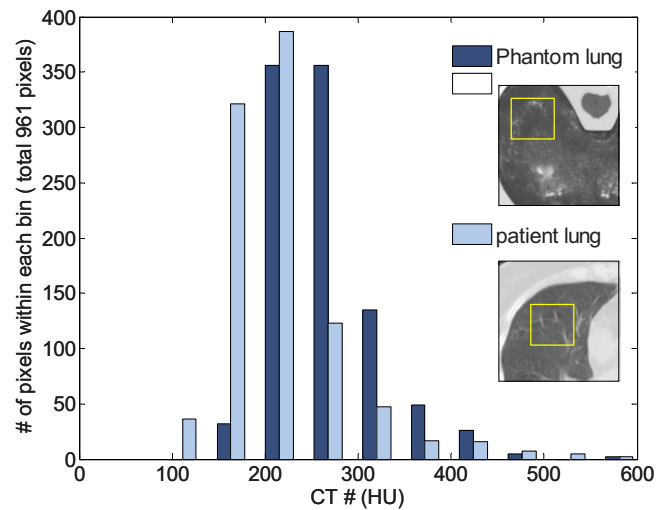 # of pixels within each bin ( total 961 pixels)
400
350
300
250
200
150
100
50
0
0 100 200 300 400 500 600
CT # (HU)
Phantom lung
patient lung